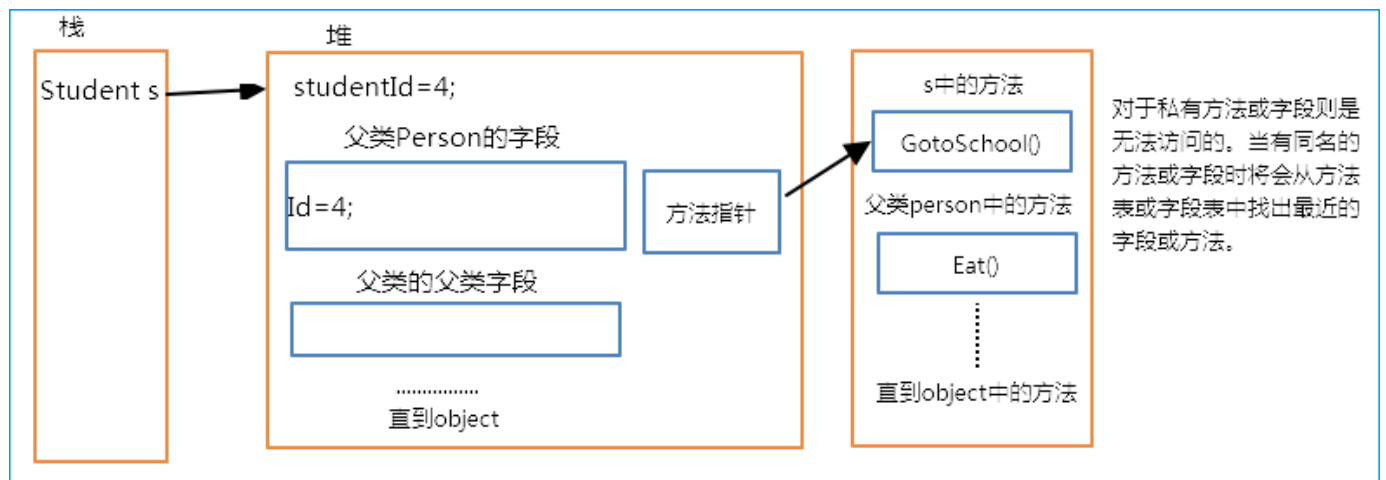 栈
Student s
堆
studentId=4;
父类Person的字段
Id=4;
方法指针
父类的父类字段
................
直到object
s中的方法
GotoSchool()
父类person中的方法
Eat()
直到object中的方法
对于私有方法或字段则是
无法访问的。当有同名的
方法或字段时将会从方法
表或字段表中找出最近的
字段或方法。